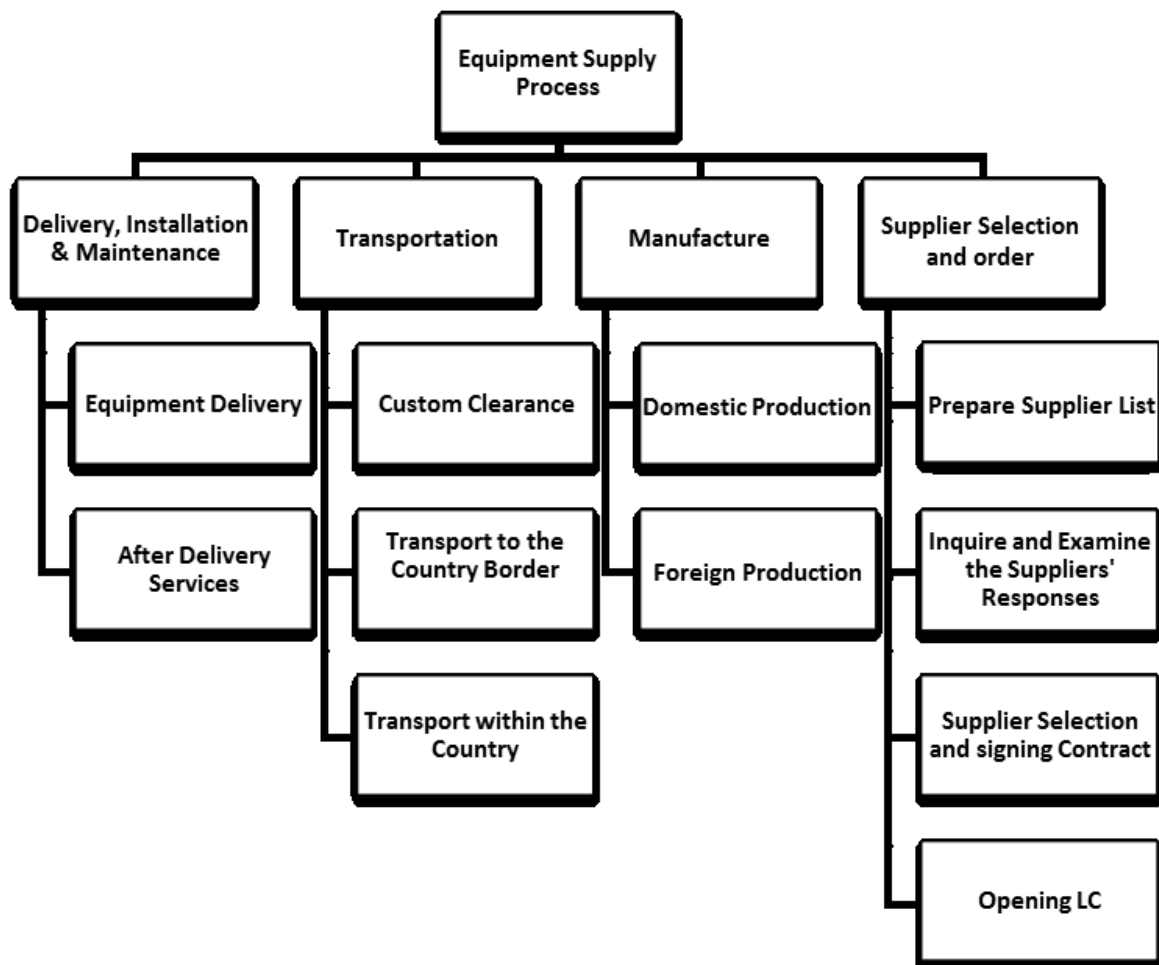 Equipment Supply
Process
Delivery, Installation
& Maintenance
Transportation
Manufacture
Supplier Selection
and order
Equipment Delivery
Custom Clearance
Domestic Production
Prepare Supplier List
After Delivery
Services
Transport to the
Country Border
Foreign Production
Inquire and Examine
the Suppliers'
Responses
Transport within the
Country
Supplier Selection
and signing Contract
Opening LC